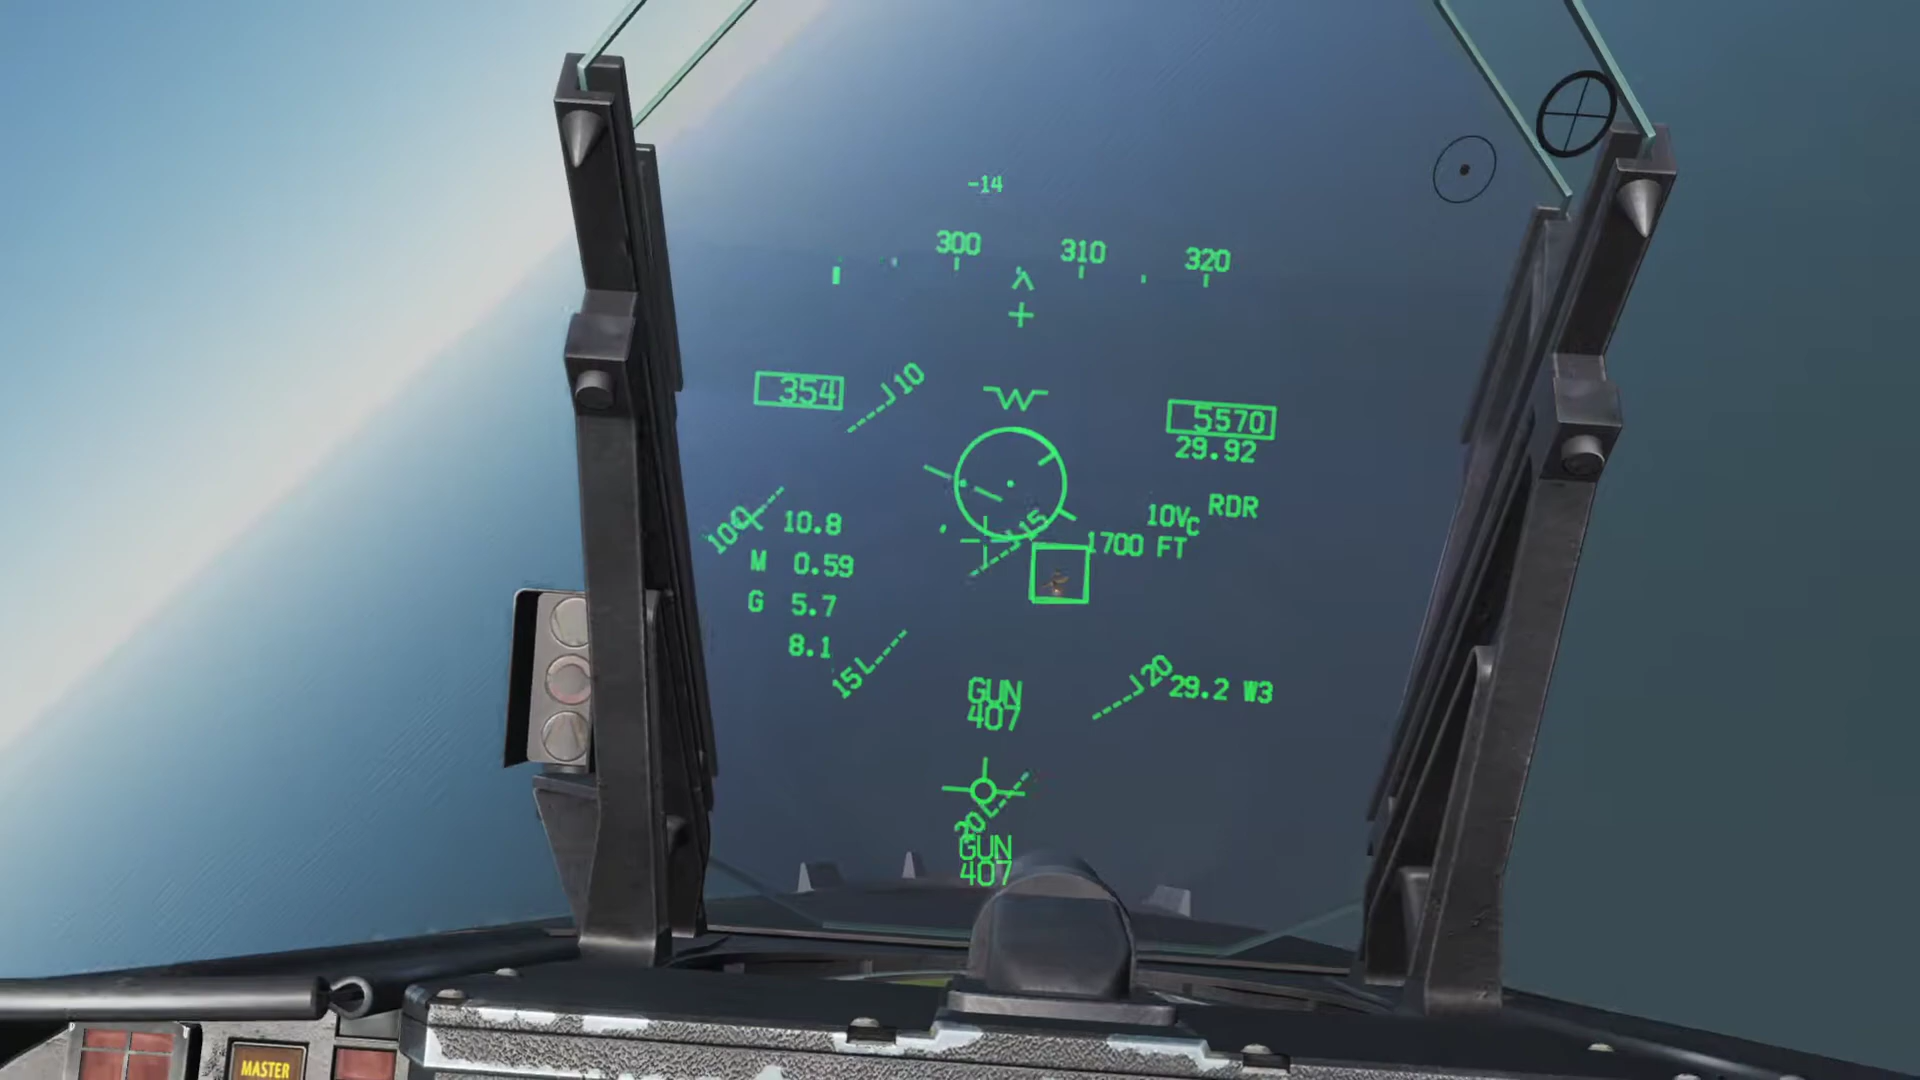 -14
300 310 320
354
10
5570
29.92
RDR
10Vc
1700 FT
15
10
α 10.8
M 0.59
G 5.7
8.1
15
GUN
407
20
29.2 W3
20
GUN
407
MASTER